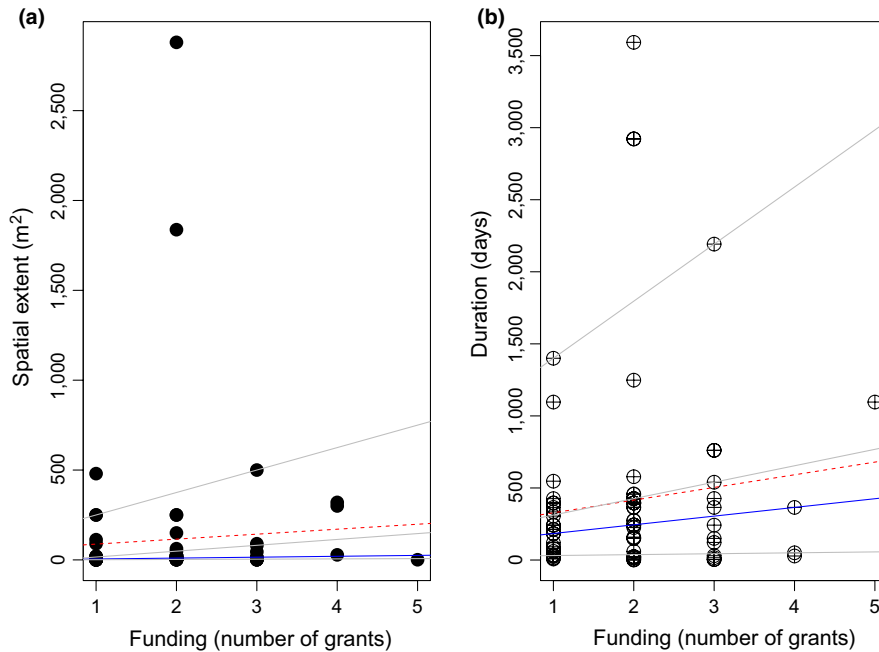 (a)
Spatial extent (m²)
2,500
2,000
1,500
1,000
500
0
1 2 3 4 5
Funding (number of grants)
(b)
Duration (days)
3,500
3,000
2,500
2,000
1,500
1,000
500
0
1 2 3 4 5
Funding (number of grants)